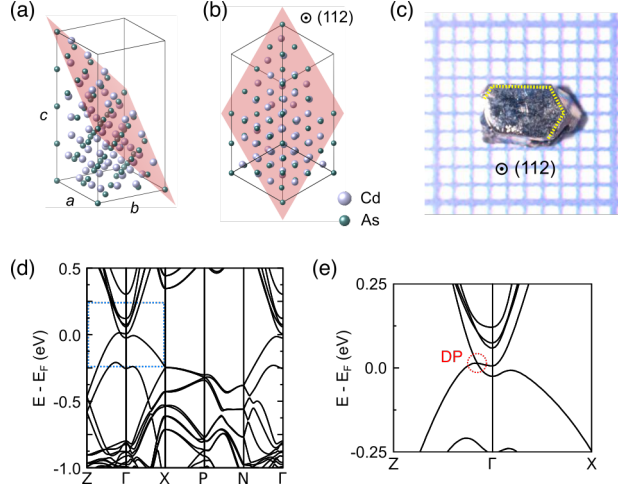 (a)
(b)
(112)
(c)
c
a
b
Cd
As
(112)
(d)
0.5
0.0
-0.5
-1.0
E - E_F (eV)
Z Γ X P N Γ
(e)
0.25
0.0
-0.25
E - E_F (eV)
DP
Z Γ X